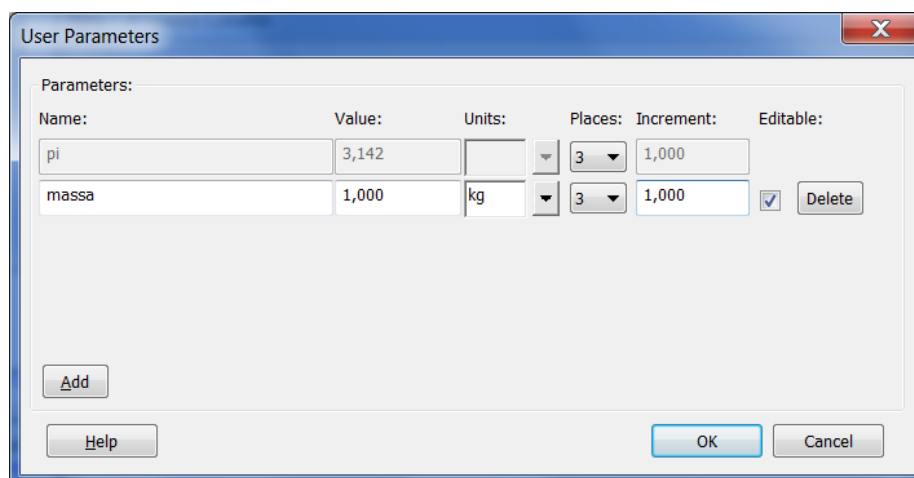 User Parameters
Parameters:
Name: Value: Units: Places: Increment: Editable:
pi 3,142 3 1,000
massa 1,000 kg 3 1,000 Delete
Add
Help OK Cancel